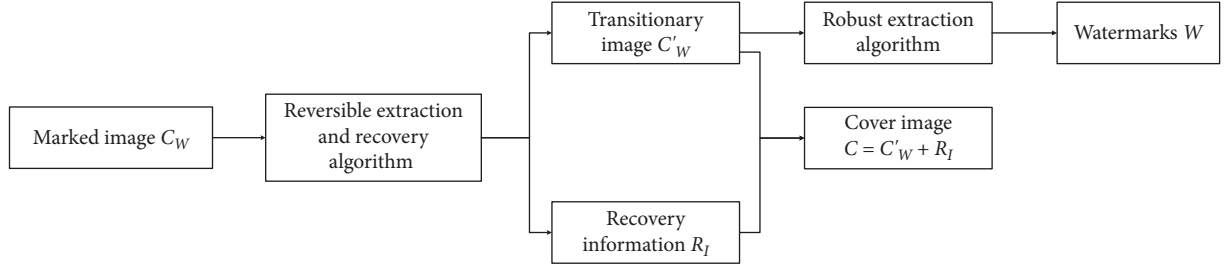 Marked image C_W
Reversible extraction
and recovery
algorithm
Transitionary
image C'_W
Recovery
information R_I
Robust extraction
algorithm
Cover image
C = C'_W + R_I
Watermarks W